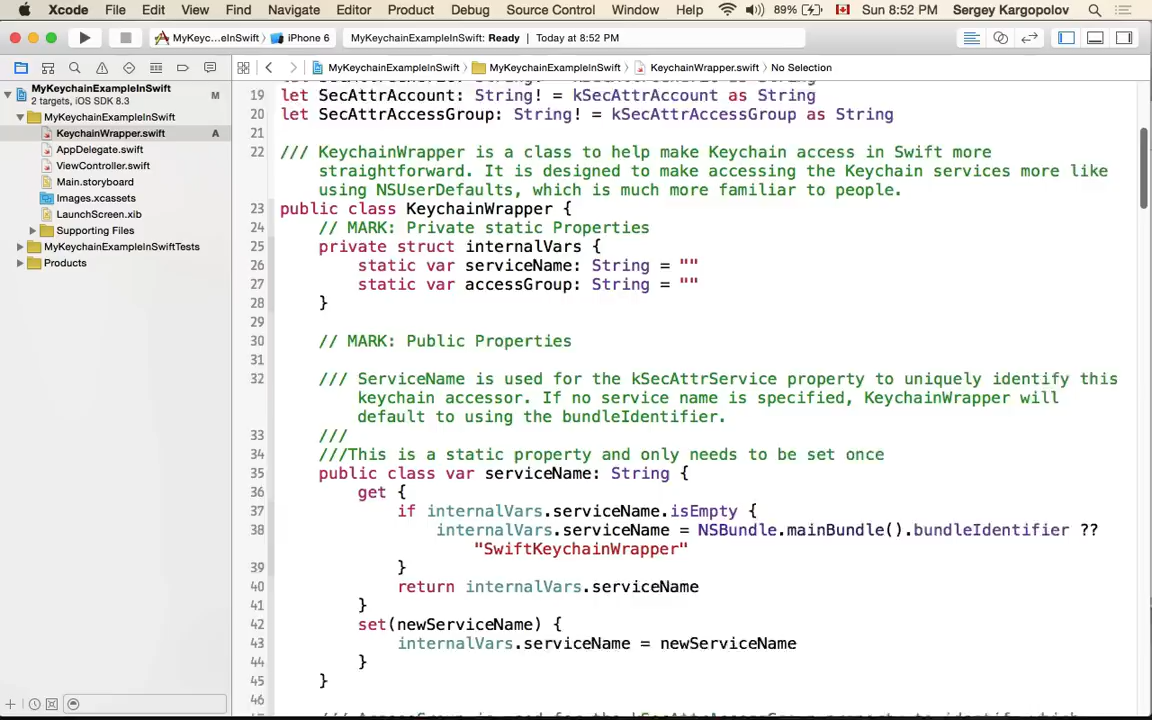 Xcode File Edit View Find Navigate Editor Product Debug Source Control Window Help 89% Sun 8:52 PM Sergey Kargopolov
MyKeyc...eInSwift iPhone 6 MyKeychainExampleInSwift: Ready Today at 8:52 PM
MyKeychainExampleInSwift MyKeychainExampleInSwift KeychainWrapper.swift No Selection
MyKeychainExampleInSwift M
2 targets, iOS SDK 8.3
MyKeychainExampleInSwift
KeychainWrapper.swift A
AppDelegate.swift
ViewController.swift
Main.storyboard
Images.xcassets
LaunchScreen.xib
Supporting Files
MyKeychainExampleInSwiftTests
Products
19 let SecAttrAccount: String! = kSecAttrAccount as String
20 let SecAttrAccessGroup: String! = kSecAttrAccessGroup as String
21
22 /// KeychainWrapper is a class to help make Keychain access in Swift more
straightforward. It is designed to make accessing the Keychain services more like
using NSUserDefaults, which is much more familiar to people.
23 public class KeychainWrapper {
24 // MARK: Private static Properties
25 private struct internalVars {
26 static var serviceName: String = ""
27 static var accessGroup: String = ""
28 }
29
30 // MARK: Public Properties
31
32 /// ServiceName is used for the kSecAttrService property to uniquely identify this
keychain accessor. If no service name is specified, KeychainWrapper will
default to using the bundleIdentifier.
33 ///
34 ///This is a static property and only needs to be set once
35 public class var serviceName: String {
36 get {
37 if internalVars.serviceName.isEmpty {
38 internalVars.serviceName = NSBundle.mainBundle().bundleIdentifier ??
"SwiftKeychainWrapper"
39 }
40 return internalVars.serviceName
41 }
42 set(newServiceName) {
43 internalVars.serviceName = newServiceName
44 }
45 }
46